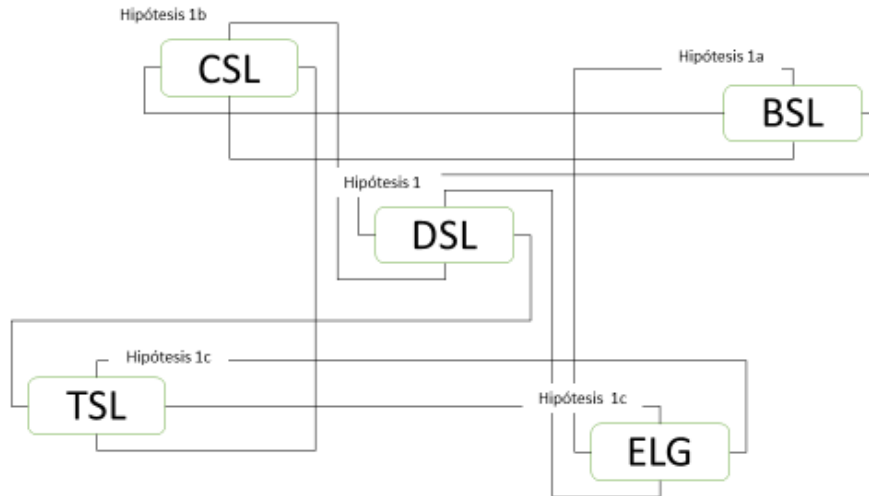 Hipótesis 1b
CSL
Hipótesis 1a
BSL
Hipótesis 1
DSL
Hipótesis 1c
TSL
Hipótesis 1c
ELG